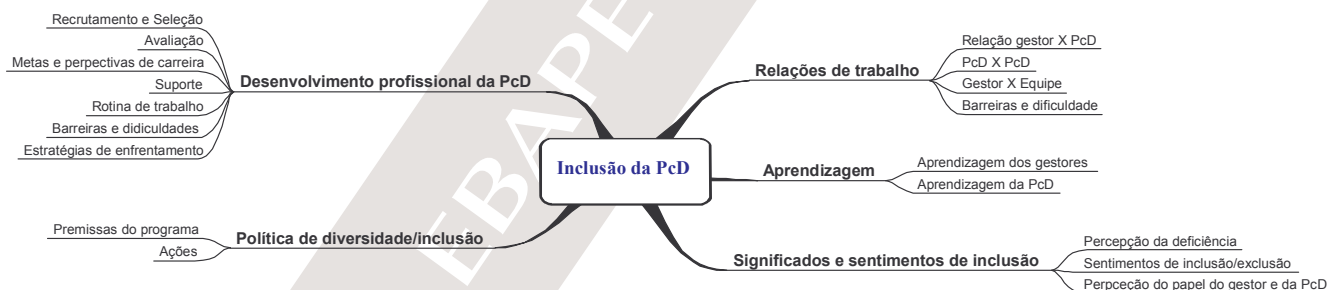 Recrutamento e Seleção
Avaliação
Metas e perpectivas de carreira
Suporte
Rotina de trabalho
Barreiras e didiculdades
Estratégias de enfrentamento
Desenvolvimento profissional da PcD
Premissas do programa
Ações
Política de diversidade/inclusão
Inclusão da PcD
Relações de trabalho
Relação gestor X PcD
PcD X PcD
Gestor X Equipe
Barreiras e dificuldade
Aprendizagem
Aprendizagem dos gestores
Aprendizagem da PcD
Significados e sentimentos de inclusão
Percepção da deficiência
Sentimentos de inclusão/exclusão
Perpceção do papel do gestor e da PcD
EBAPE